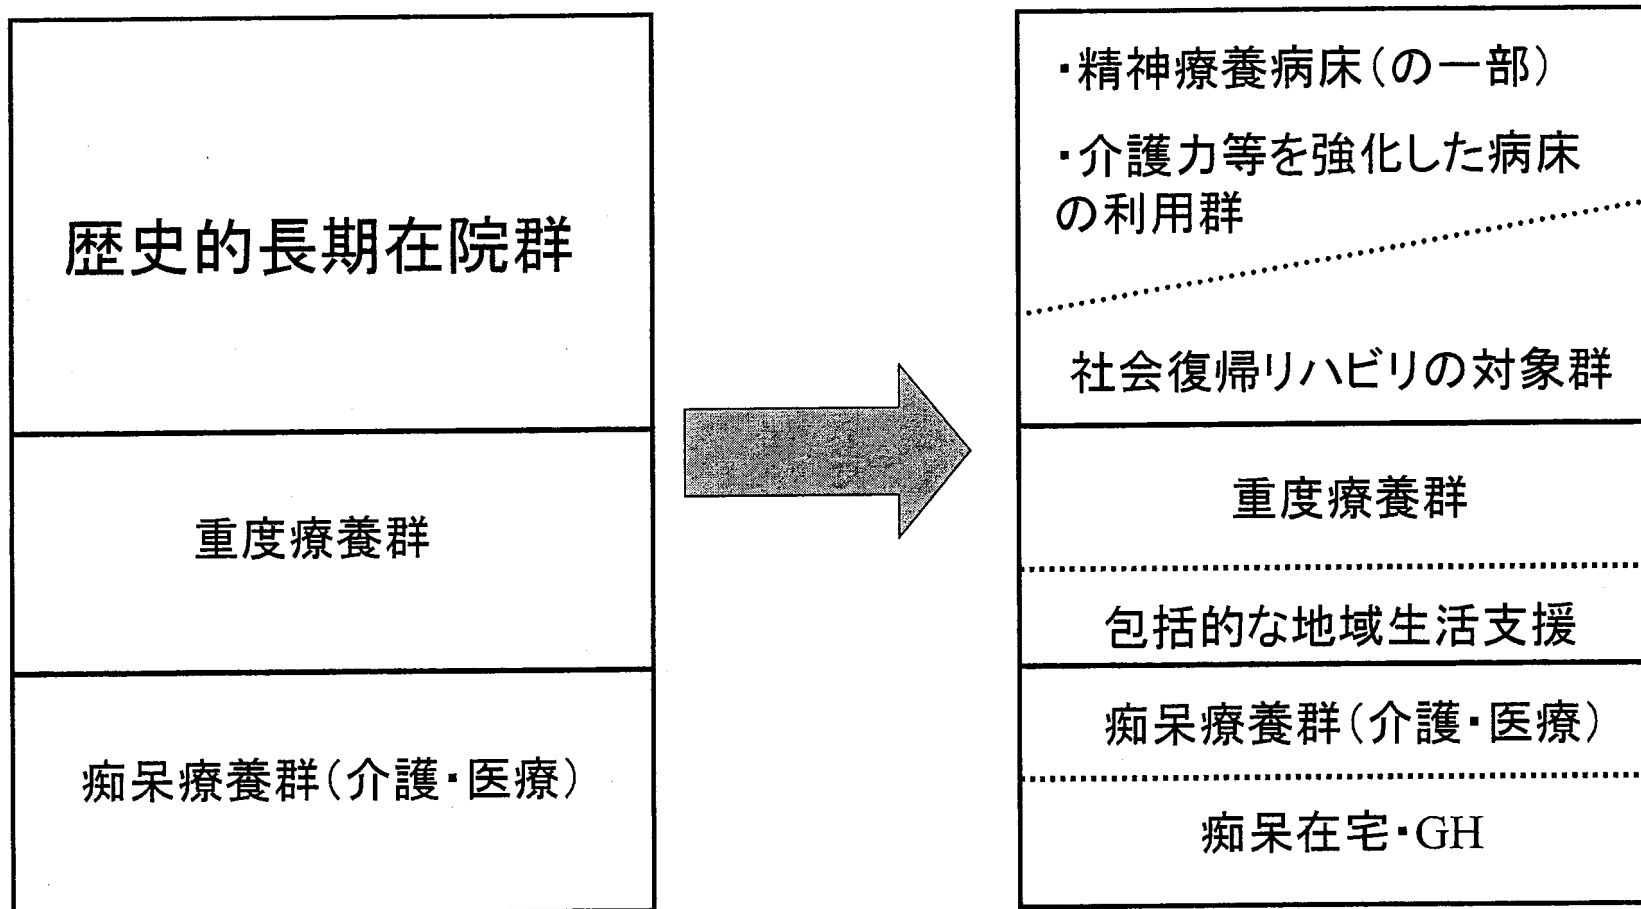 歴史的長期在院群
重度療養群
痴呆療養群(介護・医療)
・精神療養病床(の一部)
・介護力等を強化した病床
の利用群
社会復帰リハビリの対象群
重度療養群
包括的な地域生活支援
痴呆療養群(介護・医療)
痴呆在宅・GH